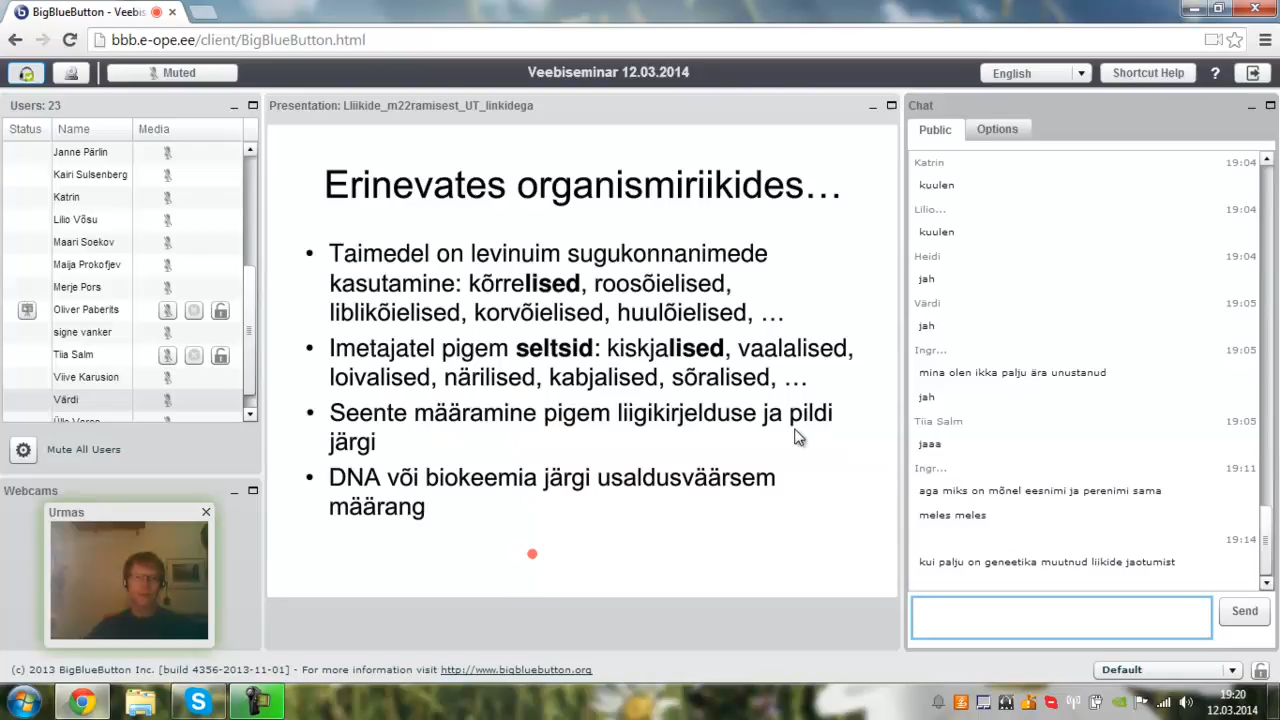 BigBlueButton - Veebis
bbb.e-ope.ee/client/BigBlueButton.html
Muted
Veebiseminar 12.03.2014
English
Shortcut Help
?
Users: 23
Status
Name
Media
Janne Pärlin
Kairi Sulsenberg
Katrin
Lilio Võsu
Maari Soekov
Maija Prokofjev
Merje Pors
Oliver Paberits
signe vanker
Tiia Salm
Viive Karusion
Värdi
Mute All Users
Webcams
Urmas
Presentation: Lliikide_m22ramisest_UT_linkidega
Erinevates organismiriikides…
• Taimedel on levinuim sugukonnanimede
kasutamine: kõrrelised, roosõielised,
liblikõielised, korvõielised, huulõielised, …
• Imetajatel pigem seltsid: kiskjalised, vaalalised,
loivalised, närilised, kabjalised, sõralised, …
• Seente määramine pigem liigikirjelduse ja pildi
järgi
• DNA või biokeemia järgi usaldusväärsem
määrang
Chat
Public
Options
Katrin 19:04
kuulen
Lilio... 19:04
kuulen
Heidi 19:04
jah
Värdi 19:05
jah
Ingr... 19:05
mina olen ikka palju ära unustanud
jah
Tiia Salm 19:05
jaaa
Ingr... 19:11
aga miks on mõnel eesnimi ja perenimi sama
meles meles
19:14
kui palju on geneetika muutnud liikide jaotumist
Send
(c) 2013 BigBlueButton Inc. [build 4356-2013-11-01] - For more information visit http://www.bigbluebutton.org
Default
19:20
12.03.2014